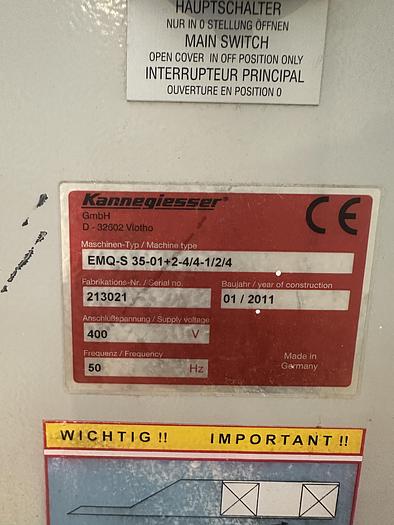 HAUPTSCHALTER
NUR IN 0 STELLUNG ÖFFNEN
MAIN SWITCH
OPEN COVER IN OFF POSITION ONLY
INTERRUPTEUR PRINCIPAL
OUVERTURE EN POSITION 0
Kannegiesser®
GmbH
D - 32602 Vlotho
CE
Maschinen-Typ / Machine type
EMQ-S 35-01+2-4/4-1/2/4
Fabrikations-Nr. / Serial no.
Baujahr / year of construction
213021
01 / 2011
Anschlußspannung / Supply voltage
400 V
Frequenz / Frequency
50 Hz
Made in
Germany
WICHTIG !! IMPORTANT !!